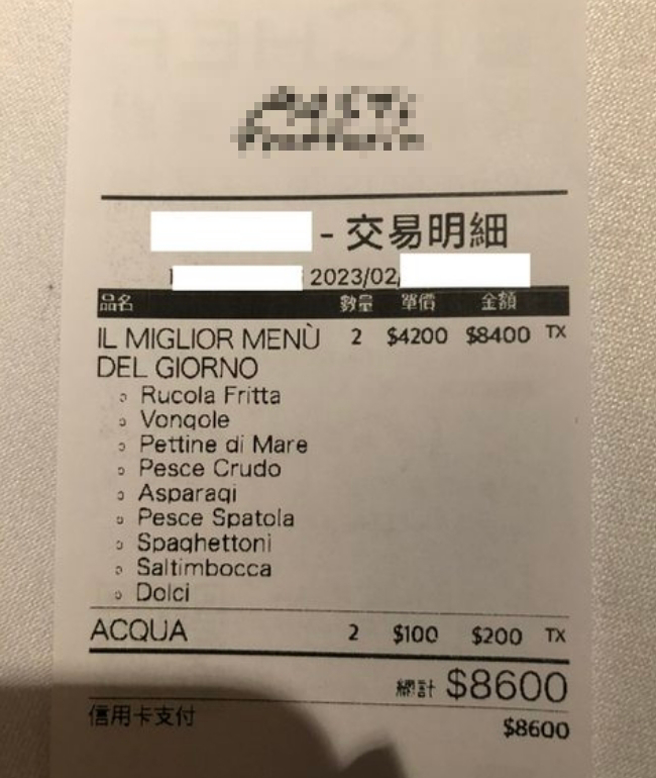 - 交易明細
2023/02
品名 數量 單價 金額
IL MIGLIOR MENÙ 2 $4200 $8400 TX
DEL GIORNO
Rucola Fritta
Vongole
Pettine di Mare
Pesce Crudo
Asparagi
Pesce Spatola
Spaghettoni
Saltimbocca
Dolci
ACQUA 2 $100 $200 TX
總計 $8600
信用卡支付 $8600